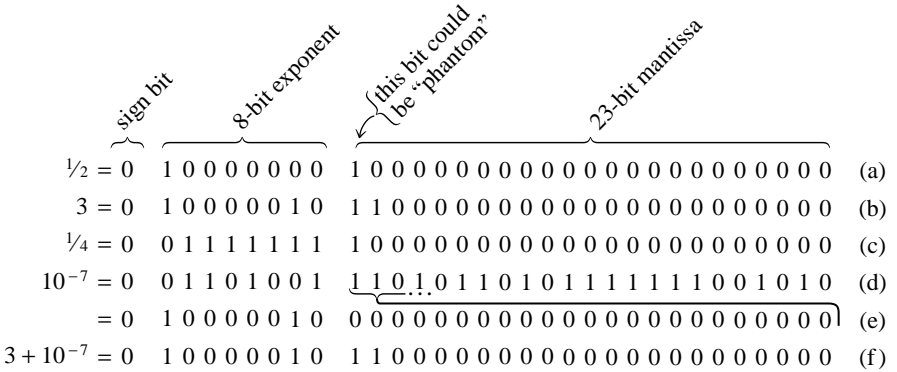 sign bit
8-bit exponent
this bit could
be “phantom”
23-bit mantissa
½ = 0 1 0 0 0 0 0 0 0 1 0 0 0 0 0 0 0 0 0 0 0 0 0 0 0 0 0 0 0 0 0 0 (a)
3 = 0 1 0 0 0 0 0 1 0 1 1 0 0 0 0 0 0 0 0 0 0 0 0 0 0 0 0 0 0 0 0 0 (b)
¼ = 0 0 1 1 1 1 1 1 1 1 0 0 0 0 0 0 0 0 0 0 0 0 0 0 0 0 0 0 0 0 0 0 (c)
10⁻⁷ = 0 0 1 1 0 1 0 0 1 1 1 0 1 0 1 1 0 1 0 1 1 1 1 1 1 1 0 0 1 0 1 0 (d)
...
= 0 1 0 0 0 0 0 1 0 0 0 0 0 0 0 0 0 0 0 0 0 0 0 0 0 0 0 0 0 0 0 0 (e)
3 + 10⁻⁷ = 0 1 0 0 0 0 0 1 0 1 1 0 0 0 0 0 0 0 0 0 0 0 0 0 0 0 0 0 0 0 0 0 (f)